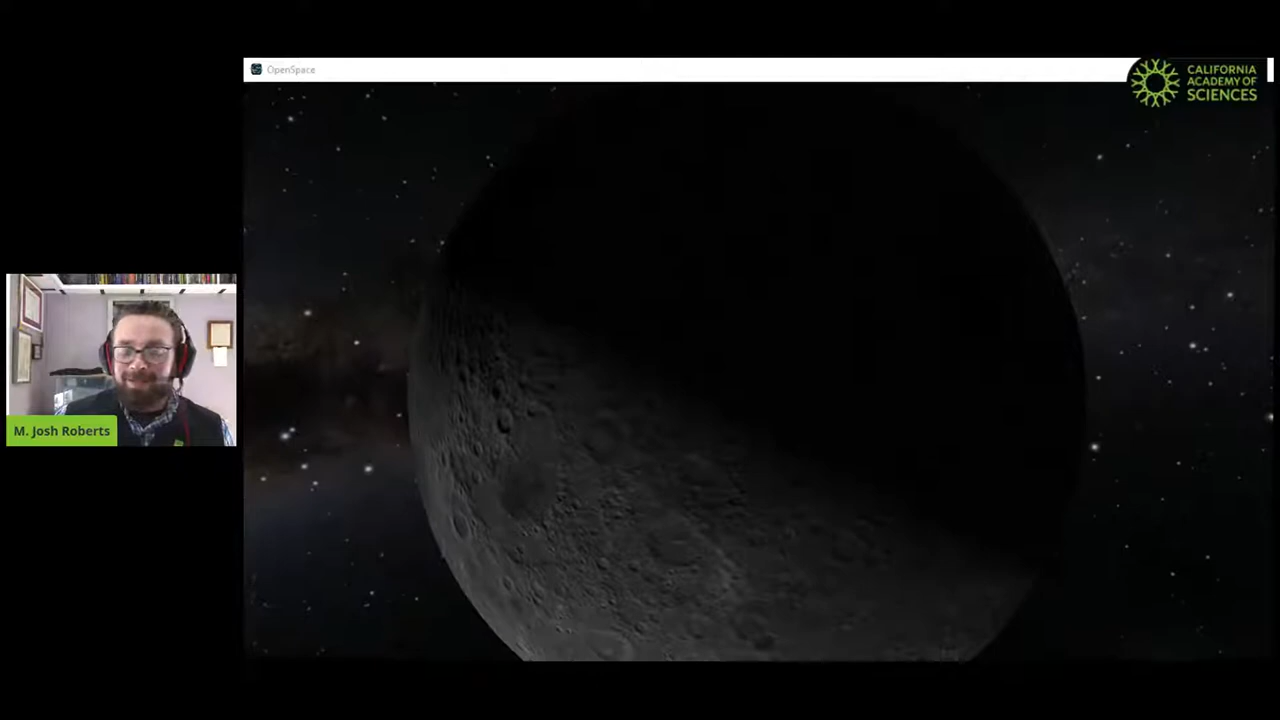 OpenSpace
CALIFORNIA
ACADEMY OF
SCIENCES
M. Josh Roberts